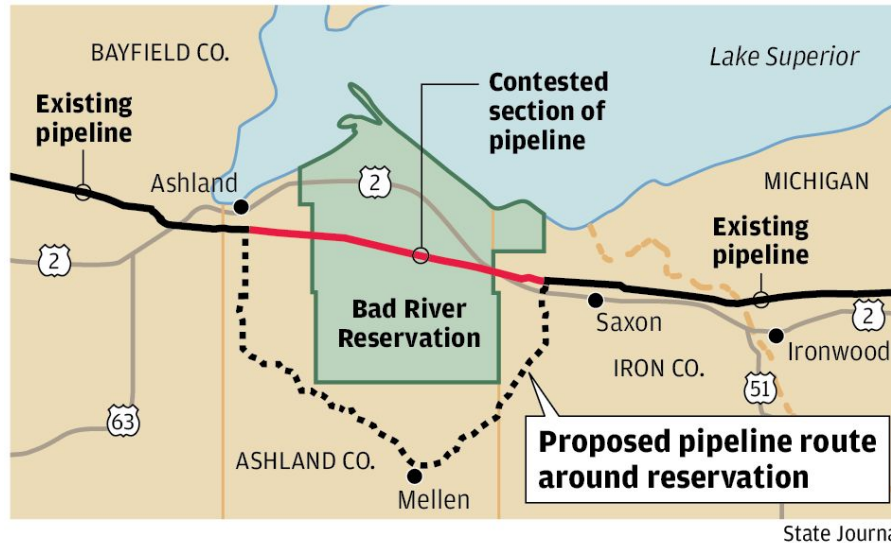 BAYFIELD CO.
Lake Superior
Contested
section of
pipeline
Existing
pipeline
Ashland
2
MICHIGAN
Existing
pipeline
2
Bad River
Reservation
Saxon
2
Ironwood
IRON CO.
51
63
Proposed pipeline route
around reservation
ASHLAND CO.
Mellen
State Journa